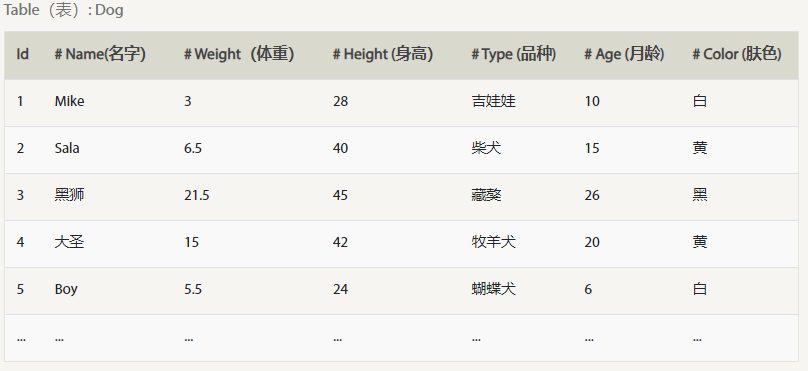 Table（表）: Dog
Id # Name(名字） # Weight（体重） # Height (身高） # Type (品种) # Age (月龄) # Color (肤色)
1 Mike 3 28 吉娃娃 10 白
2 Sala 6.5 40 柴犬 15 黄
3 黑狮 21.5 45 藏獒 26 黑
4 大圣 15 42 牧羊犬 20 黄
5 Boy 5.5 24 蝴蝶犬 6 白
... ... ... ... ... ... ...